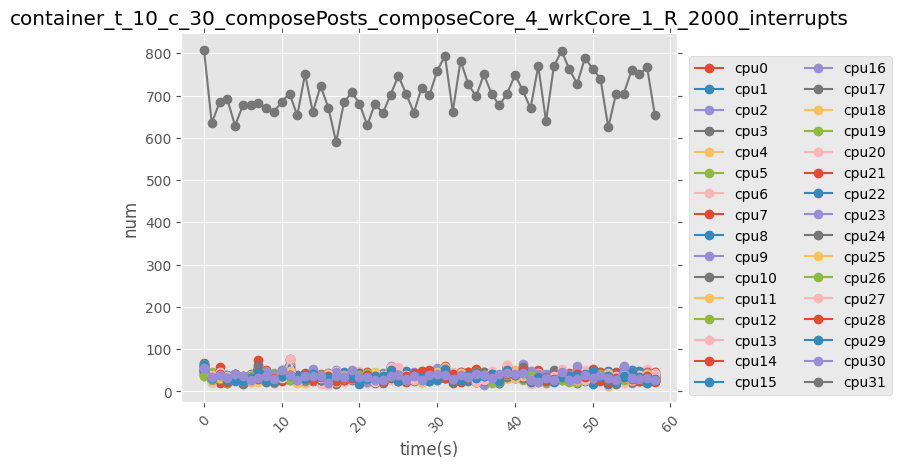 container_t_10_c_30_composePosts_composeCore_4_wrkCore_1_R_2000_interrupts
800
700
600
500
400
300
200
100
0
num
0 10 20 30 40 50 60
time(s)
cpu0 cpu16
cpu1 cpu17
cpu2 cpu18
cpu3 cpu19
cpu4 cpu20
cpu5 cpu21
cpu6 cpu22
cpu7 cpu23
cpu8 cpu24
cpu9 cpu25
cpu10 cpu26
cpu11 cpu27
cpu12 cpu28
cpu13 cpu29
cpu14 cpu30
cpu15 cpu31